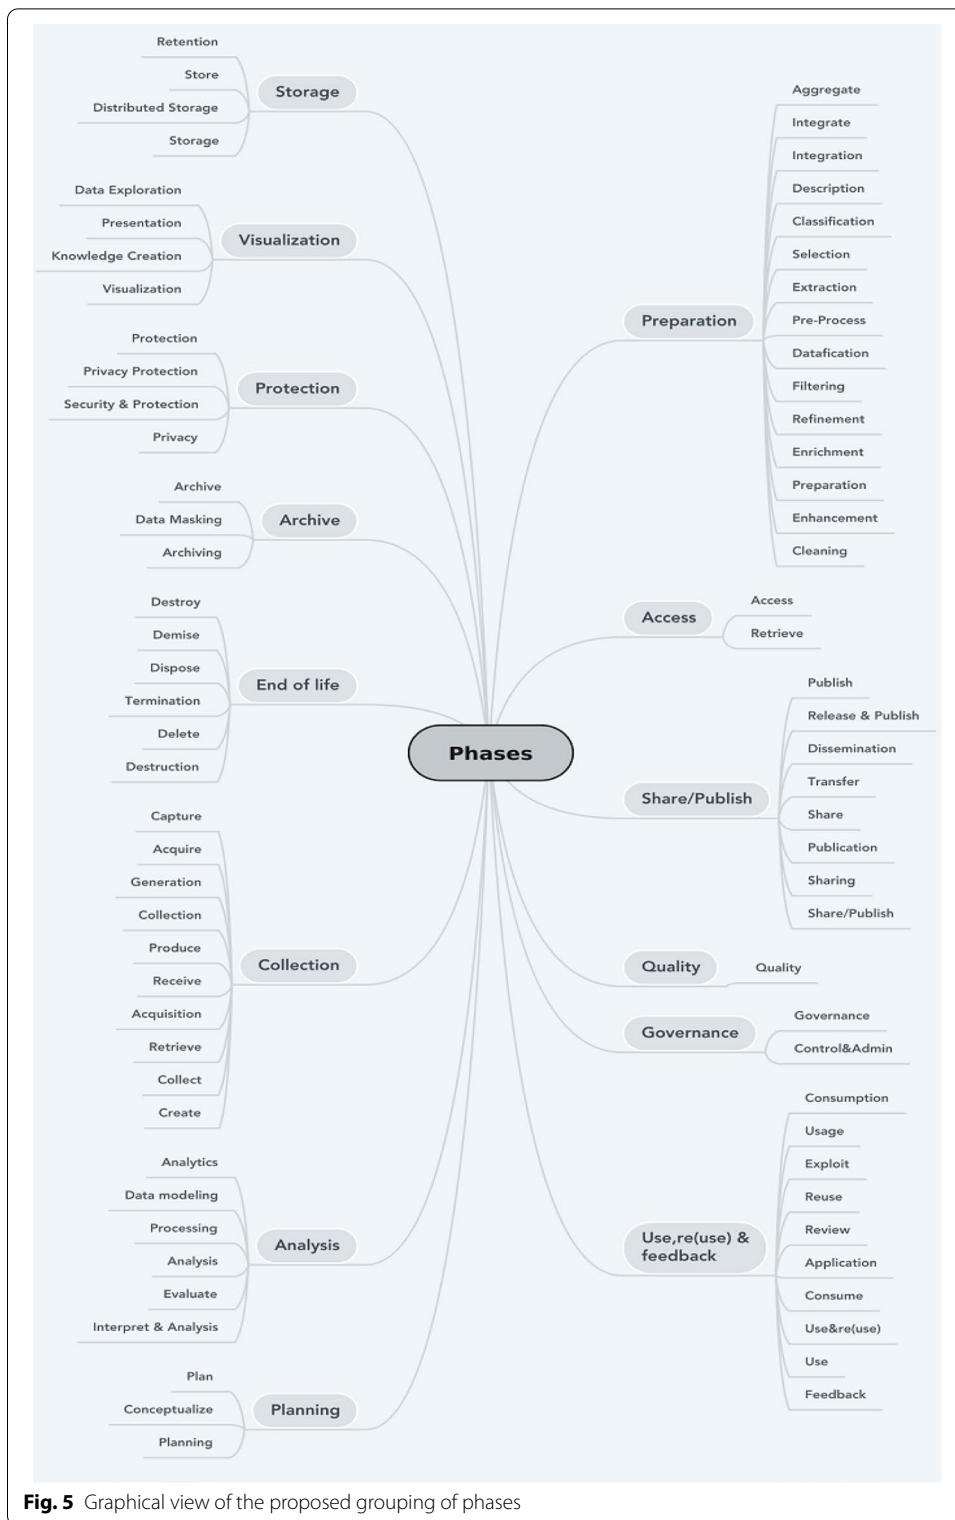 Retention
Store
Distributed Storage
Storage
Storage
Data Exploration
Presentation
Knowledge Creation
Visualization
Visualization
Protection
Privacy Protection
Security & Protection
Privacy
Protection
Archive
Data Masking
Archiving
Archive
Destroy
Demise
Dispose
Termination
Delete
Destruction
End of life
Capture
Acquire
Generation
Collection
Produce
Receive
Acquisition
Retrieve
Collect
Create
Collection
Analytics
Data modeling
Processing
Analysis
Evaluate
Interpret & Analysis
Analysis
Plan
Conceptualize
Planning
Planning
Phases
Preparation
Aggregate
Integrate
Integration
Description
Classification
Selection
Extraction
Pre-Process
Datafication
Filtering
Refinement
Enrichment
Preparation
Enhancement
Cleaning
Access
Access
Retrieve
Share/Publish
Publish
Release & Publish
Dissemination
Transfer
Share
Publication
Sharing
Share/Publish
Quality
Quality
Governance
Governance
Control&Admin
Use,re(use) &
feedback
Consumption
Usage
Exploit
Reuse
Review
Application
Consume
Use&re(use)
Use
Feedback
Fig. 5 Graphical view of the proposed grouping of phases